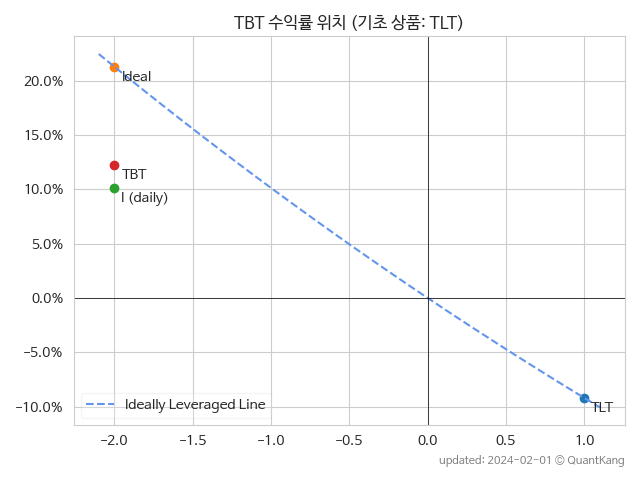 TBT 수익률 위치 (기초 상품: TLT)
20.0%
15.0%
10.0%
5.0%
0.0%
−5.0%
−10.0%
Ideal
TBT
I (daily)
TLT
Ideally Leveraged Line
−2.0 −1.5 −1.0 −0.5 0.0 0.5 1.0
updated: 2024-02-01 © QuantKang